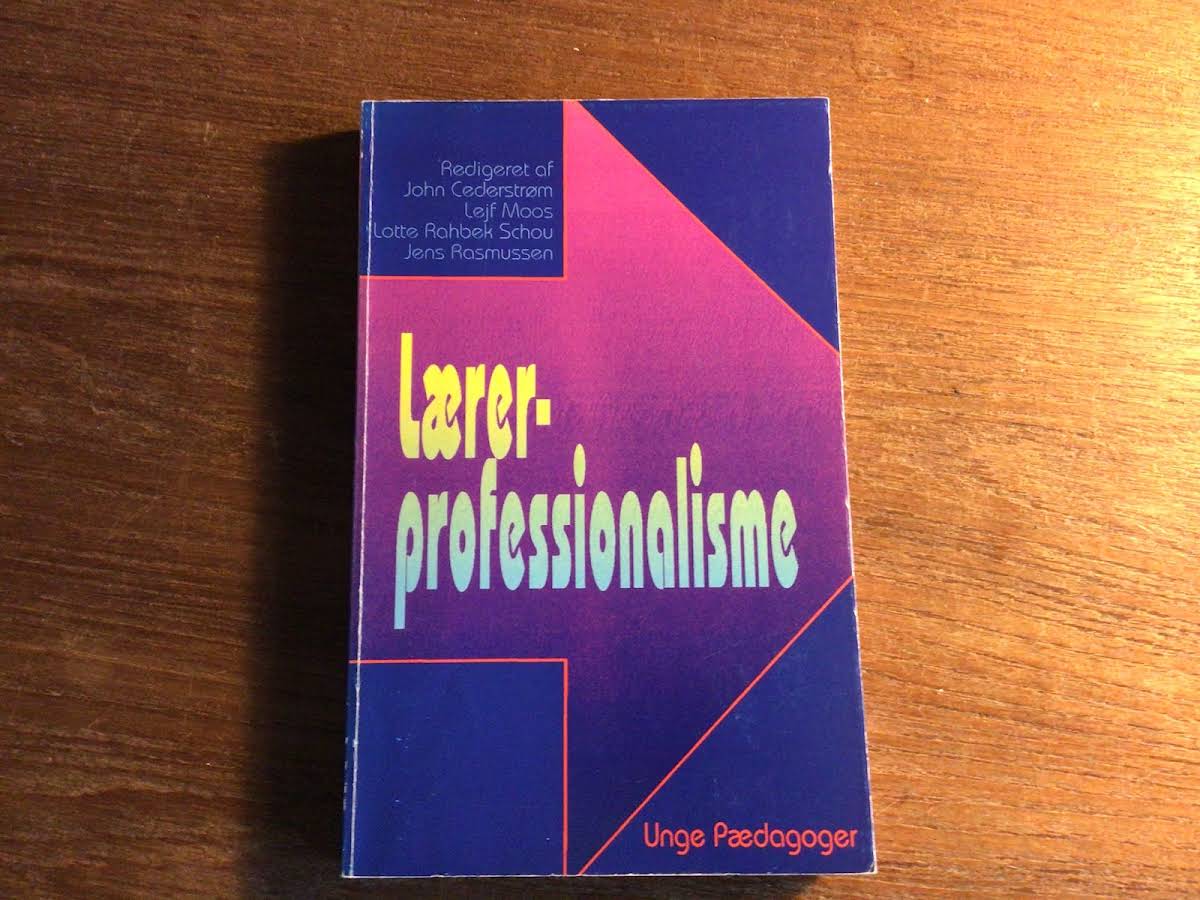 Redigeret af
John Cederstrøm
Lejf Moos
Lotte Rahbek Schou
Jens Rasmussen
Lærer-
professionalisme
Unge Pædagoger